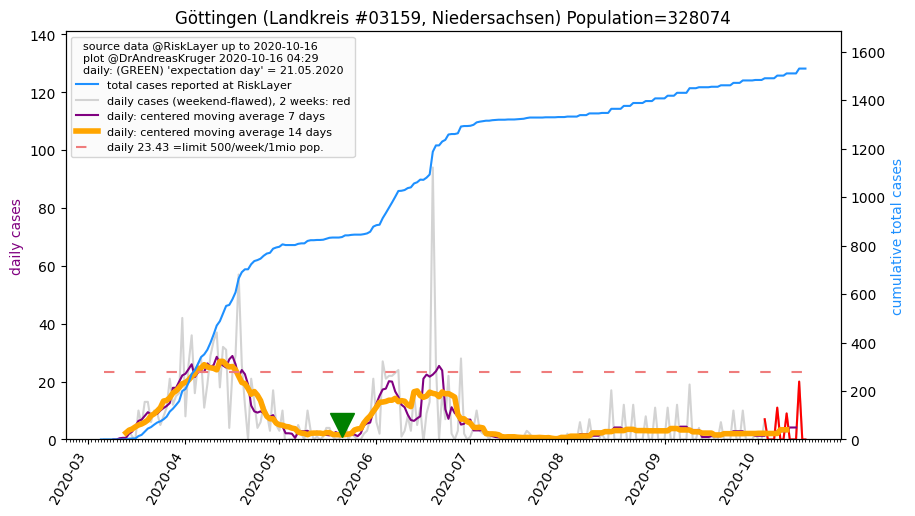 Göttingen (Landkreis #03159, Niedersachsen) Population=328074
source data @RiskLayer up to 2020-10-16
plot @DrAndreasKruger 2020-10-16 04:29
daily: (GREEN) 'expectation day' = 21.05.2020
total cases reported at RiskLayer
daily cases (weekend-flawed), 2 weeks: red
daily: centered moving average 7 days
daily: centered moving average 14 days
daily 23.43 =limit 500/week/1mio pop.
daily cases
140
120
100
80
60
40
20
0
cumulative total cases
1600
1400
1200
1000
800
600
400
200
0
2020-03
2020-04
2020-05
2020-06
2020-07
2020-08
2020-09
2020-10